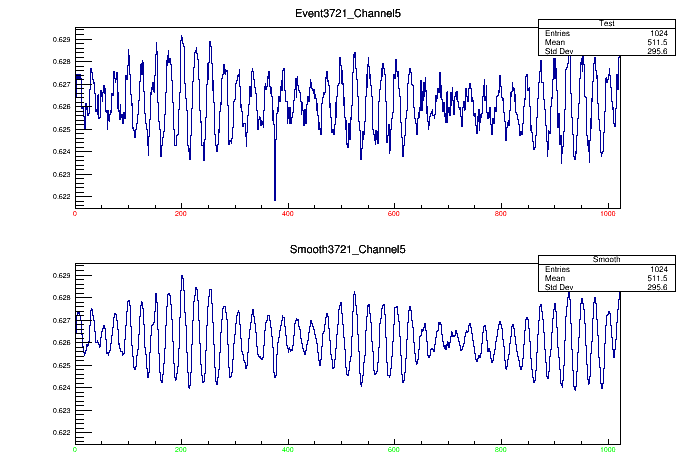 Event3721_Channel5
Test
Entries 1024
Mean 511.5
Std Dev 295.6
0.629
0.628
0.627
0.626
0.625
0.624
0.623
0.622
0 200 400 600 800 1000
Smooth3721_Channel5
Smooth
Entries 1024
Mean 511.5
Std Dev 295.6
0.629
0.628
0.627
0.626
0.625
0.624
0.623
0.622
0 200 400 600 800 1000